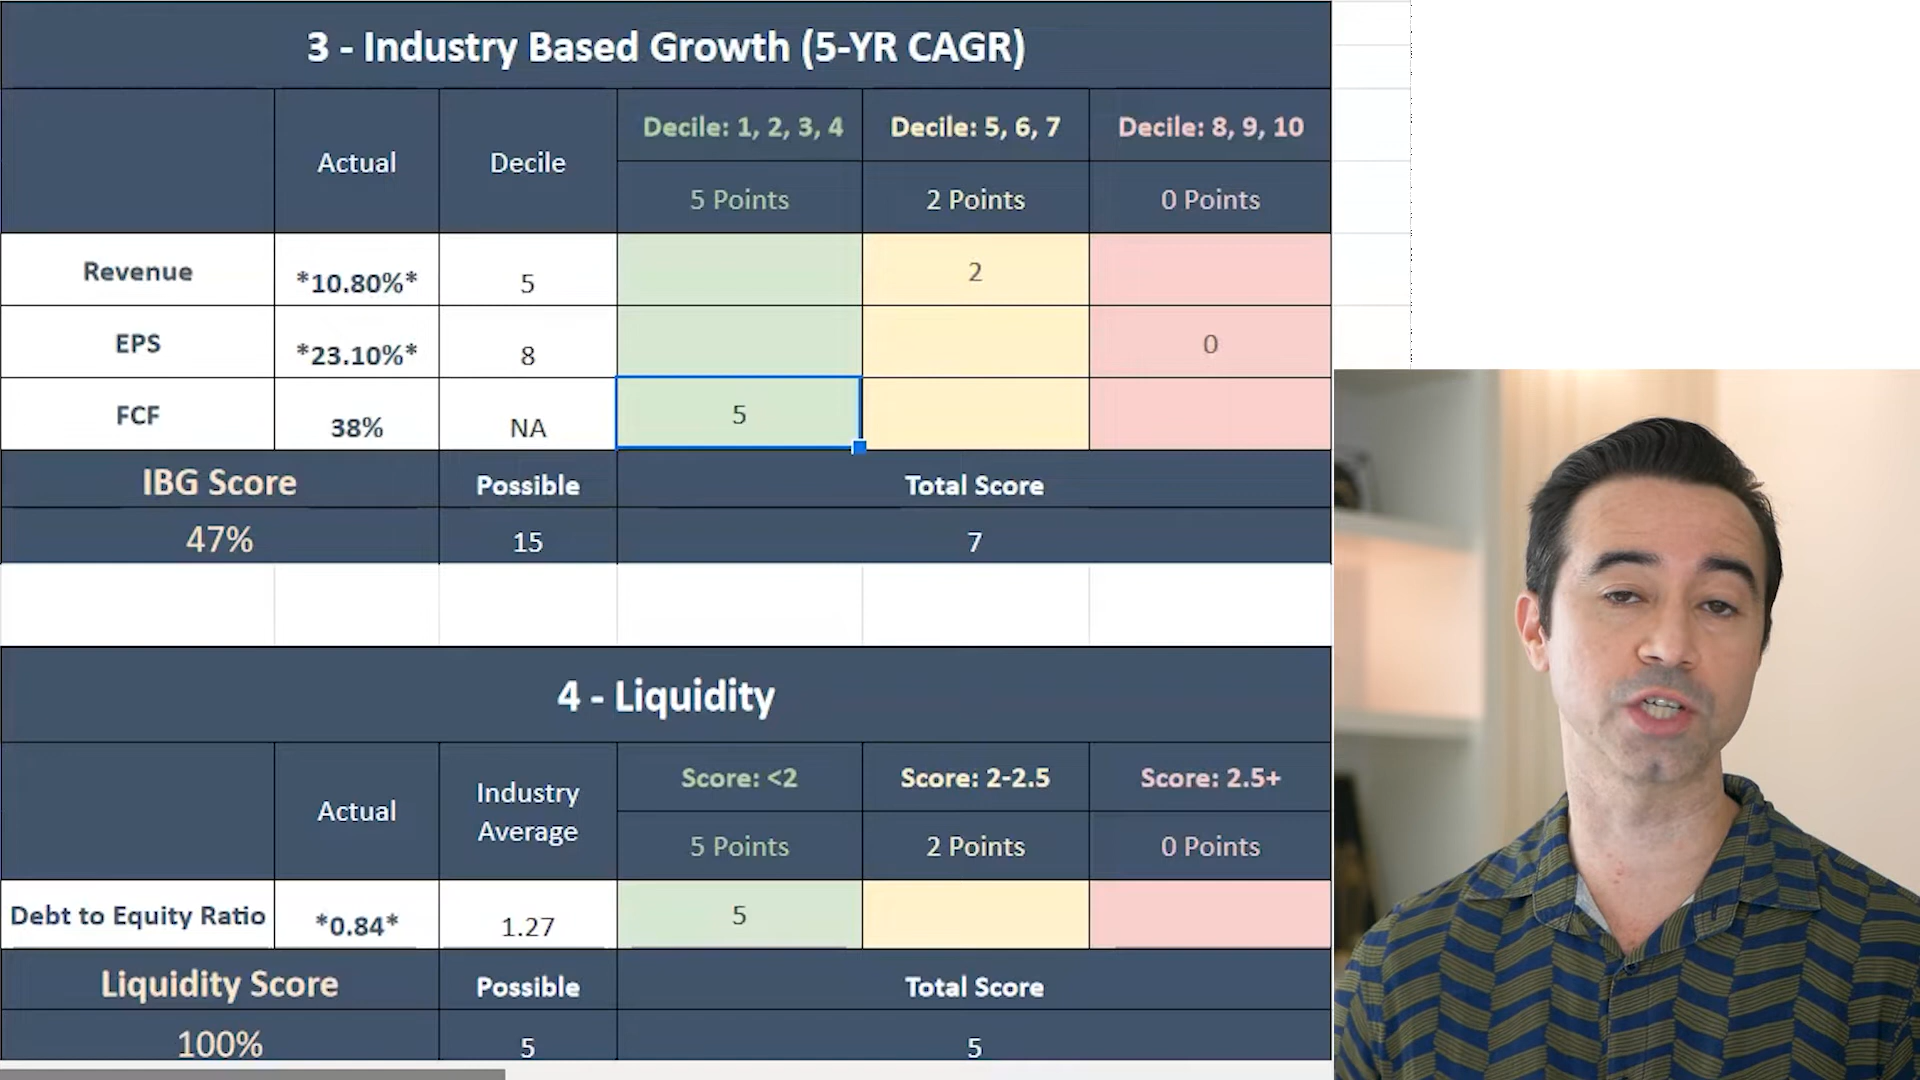 3 - Industry Based Growth (5-YR CAGR)
Actual
Decile
Decile: 1, 2, 3, 4
Decile: 5, 6, 7
Decile: 8, 9, 10
5 Points
2 Points
0 Points
Revenue
*10.80%*
5
2
EPS
*23.10%*
8
0
FCF
38%
NA
5
IBG Score
Possible
Total Score
47%
15
7
4 - Liquidity
Actual
Industry
Average
Score: <2
Score: 2-2.5
Score: 2.5+
5 Points
2 Points
0 Points
Debt to Equity Ratio
*0.84*
1.27
5
Liquidity Score
Possible
Total Score
100%
5
5